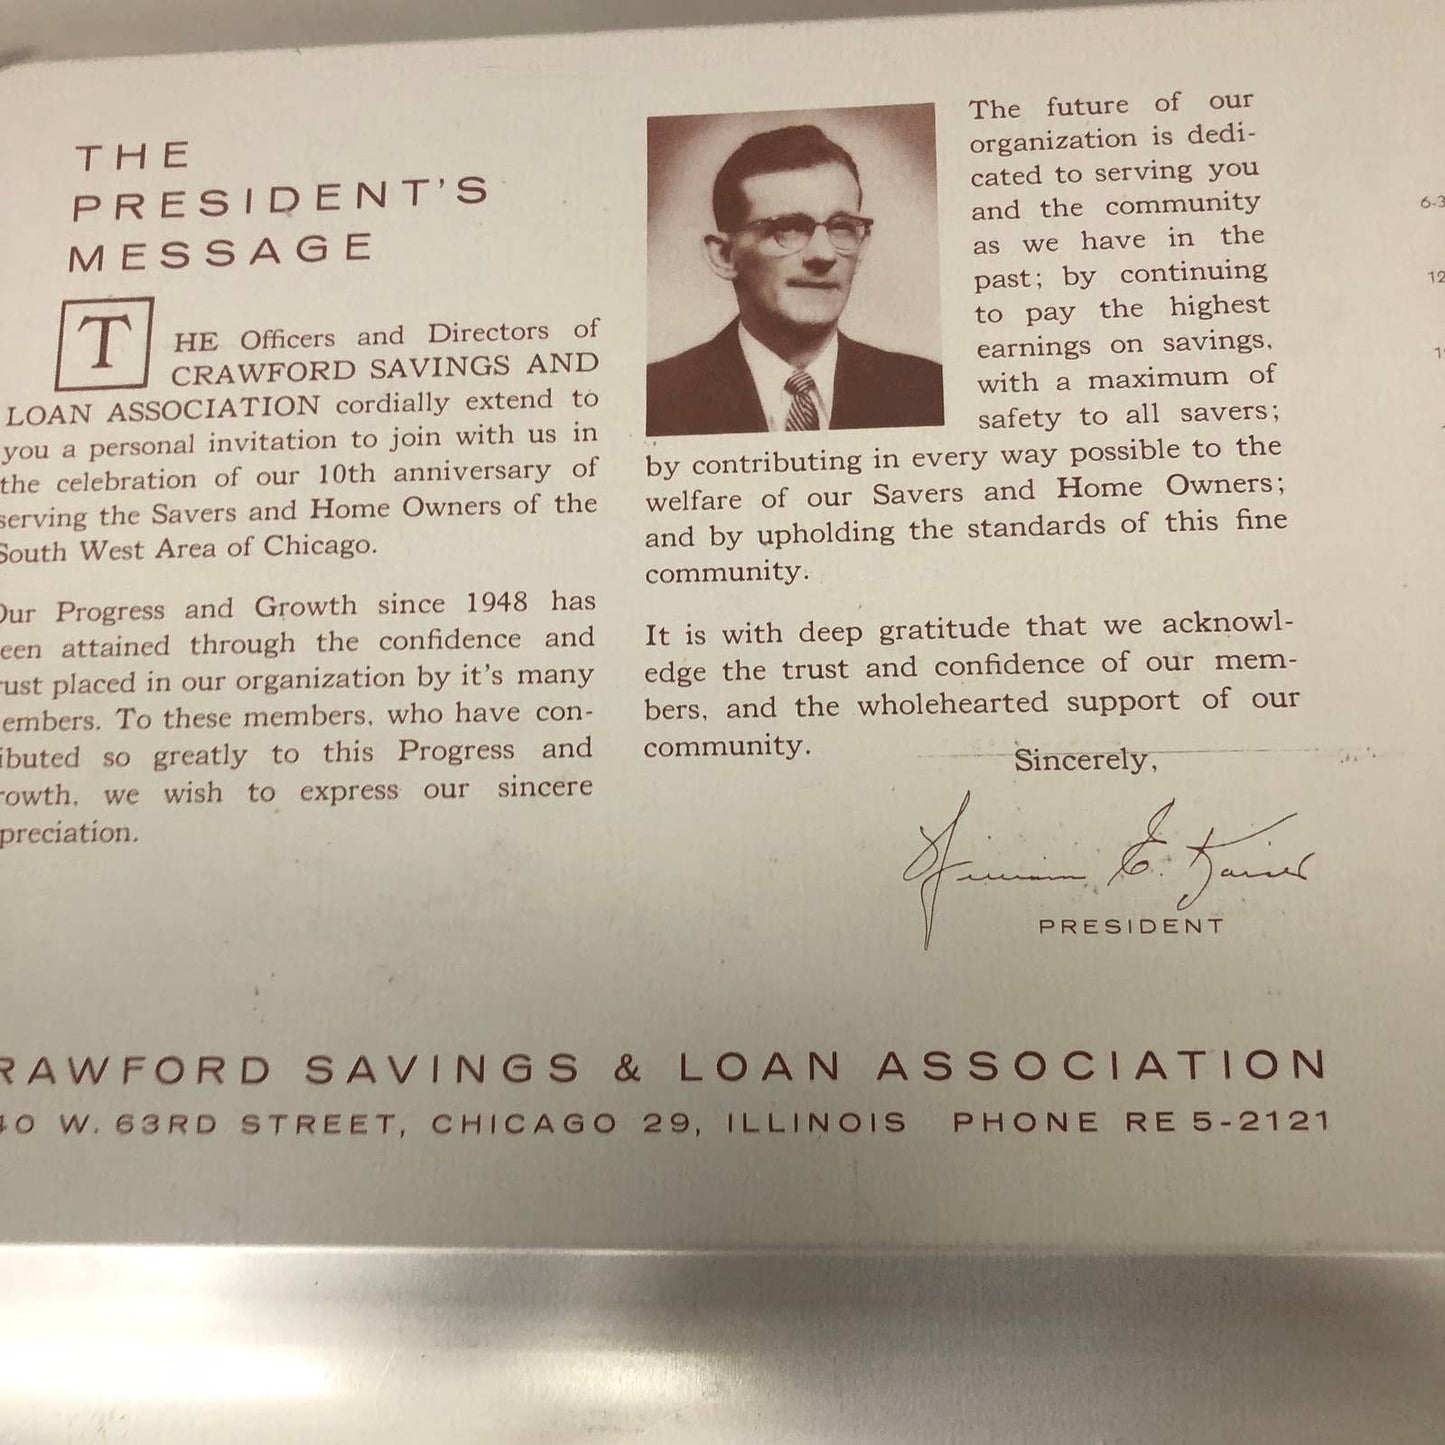 THE
PRESIDENT'S
MESSAGE
THE Officers and Directors of
CRAWFORD SAVINGS AND
LOAN ASSOCIATION cordially extend to
you a personal invitation to join with us in
the celebration of our 10th anniversary of
serving the Savers and Home Owners of the
South West Area of Chicago.
Our Progress and Growth since 1948 has
een attained through the confidence and
rust placed in our organization by it's many
embers. To these members, who have con-
ibuted so greatly to this Progress and
rowth, we wish to express our sincere
preciation.
The future of our
organization is dedi-
cated to serving you
and the community
as we have in the
past; by continuing
to pay the highest
earnings on savings,
with a maximum of
safety to all savers;
by contributing in every way possible to the
welfare of our Savers and Home Owners;
and by upholding the standards of this fine
community.
It is with deep gratitude that we acknowl-
edge the trust and confidence of our mem-
bers, and the wholehearted support of our
community.
Sincerely,
William E. Kaiser
PRESIDENT
RAWFORD SAVINGS & LOAN ASSOCIATION
40 W. 63RD STREET, CHICAGO 29, ILLINOIS PHONE RE 5-2121
6-3
12